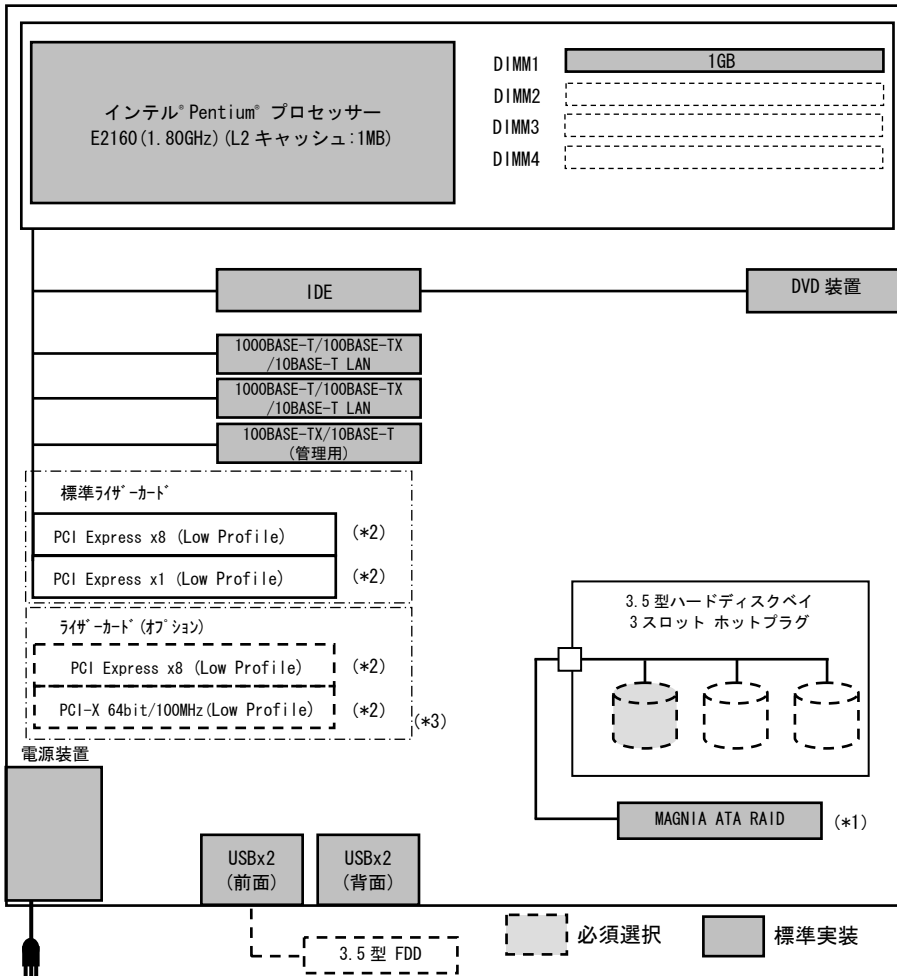 インテル® Pentium® プロセッサー
E2160(1.80GHz)(L2 キャッシュ:1MB)
DIMM1
1GB
DIMM2
DIMM3
DIMM4
IDE
DVD 装置
1000BASE-T/100BASE-TX
/10BASE-T LAN
1000BASE-T/100BASE-TX
/10BASE-T LAN
100BASE-TX/10BASE-T
(管理用)
標準ﾗｲｻﾞｰｶｰﾄﾞ
PCI Express x8 (Low Profile)
(*2)
PCI Express x1 (Low Profile)
(*2)
ﾗｲｻﾞｰｶｰﾄﾞ(ｵﾌﾟｼｮﾝ)
PCI Express x8 (Low Profile)
(*2)
PCI-X 64bit/100MHz(Low Profile)
(*2)
(*3)
3.5型ハードディスクベイ
3スロット ホットプラグ
MAGNIA ATA RAID
(*1)
電源装置
USBx2
(前面)
USBx2
(背面)
3.5型 FDD
必須選択
標準実装